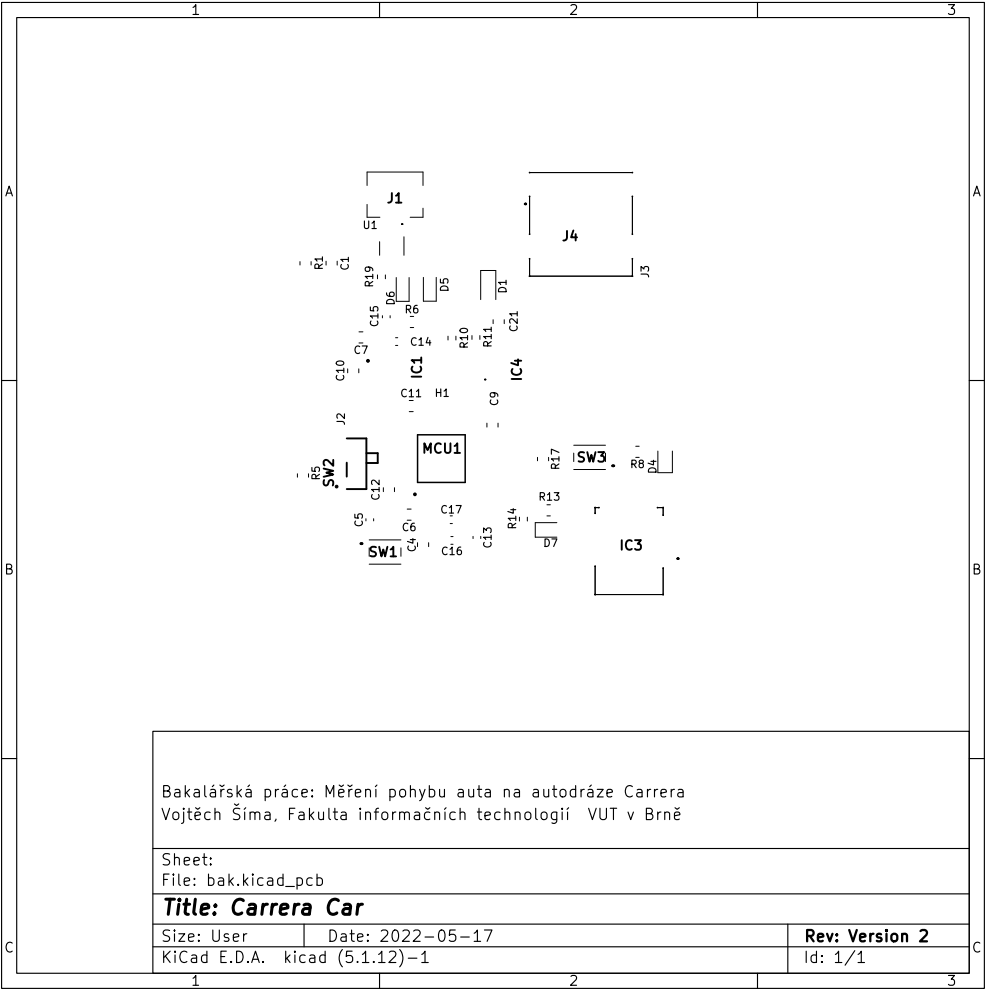 1 2 3
A A
J1
U1
J4
R1 C1
R19
J3
D6 D5 D1
C15 R6
C21
C7 C14 R10 R11
C10 IC1 IC4
C11 H1 C9
J2
MCU1
SW2 R5
R17 SW3 R8 D4
C12
C5 C6 C17 R14 R13
SW1 C4 C16 C13 D7 IC3
B B
Bakalářská práce: Měření pohybu auta na autodráze Carrera
Vojtěch Šíma, Fakulta informačních technologií VUT v Brně
Sheet:
File: bak.kicad_pcb
Title: Carrera Car
Size: User Date: 2022-05-17 Rev: Version 2
KiCad E.D.A. kicad (5.1.12)-1 Id: 1/1
C C
1 2 3